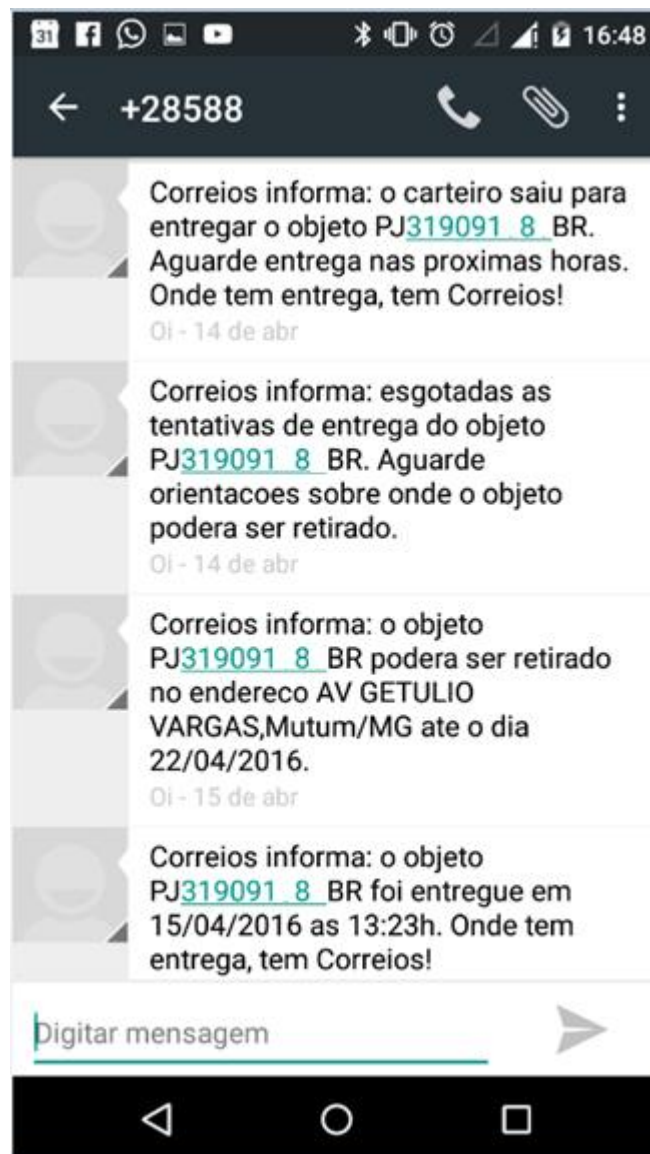 31 16:48
+28588
Correios informa: o carteiro saiu para
entregar o objeto PJ319091 8 BR.
Aguarde entrega nas proximas horas.
Onde tem entrega, tem Correios!
Oi - 14 de abr
Correios informa: esgotadas as
tentativas de entrega do objeto
PJ319091 8 BR. Aguarde
orientacoes sobre onde o objeto
podera ser retirado.
Oi - 14 de abr
Correios informa: o objeto
PJ319091 8 BR podera ser retirado
no endereco AV GETULIO
VARGAS,Mutum/MG ate o dia
22/04/2016.
Oi - 15 de abr
Correios informa: o objeto
PJ319091 8 BR foi entregue em
15/04/2016 as 13:23h. Onde tem
entrega, tem Correios!
Digitar mensagem